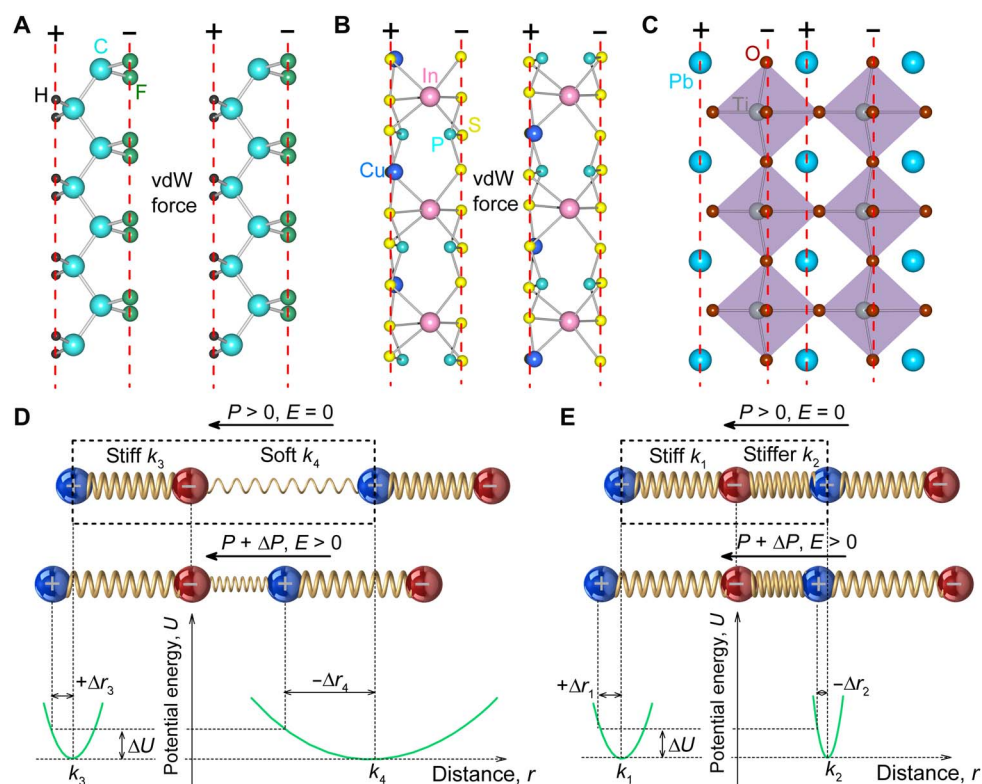 A
+
−
+
−
C
H
F
vdW
force
B
+
−
+
−
In
S
P
Cu
vdW
force
C
+
−
+
−
O
Pb
Ti
D
P > 0, E = 0
Stiff k3
Soft k4
+
−
+
−
P + ΔP, E > 0
+
−
+
−
Potential energy, U
+Δr3
−Δr4
ΔU
k3
k4
Distance, r
E
P > 0, E = 0
Stiff k1
Stiffer k2
+
−
+
−
P + ΔP, E > 0
+
−
+
−
Potential energy, U
+Δr1
−Δr2
ΔU
k1
k2
Distance, r